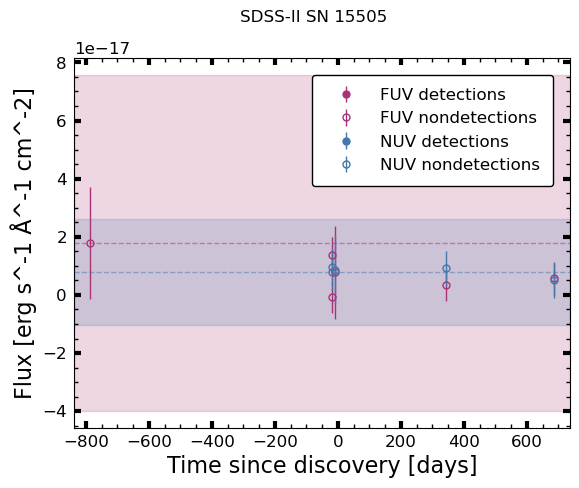 SDSS-II SN 15505
1e−17
8
6
4
2
0
−2
−4
Flux [erg s^-1 Å^-1 cm^-2]
FUV detections
FUV nondetections
NUV detections
NUV nondetections
−800 −600 −400 −200 0 200 400 600
Time since discovery [days]